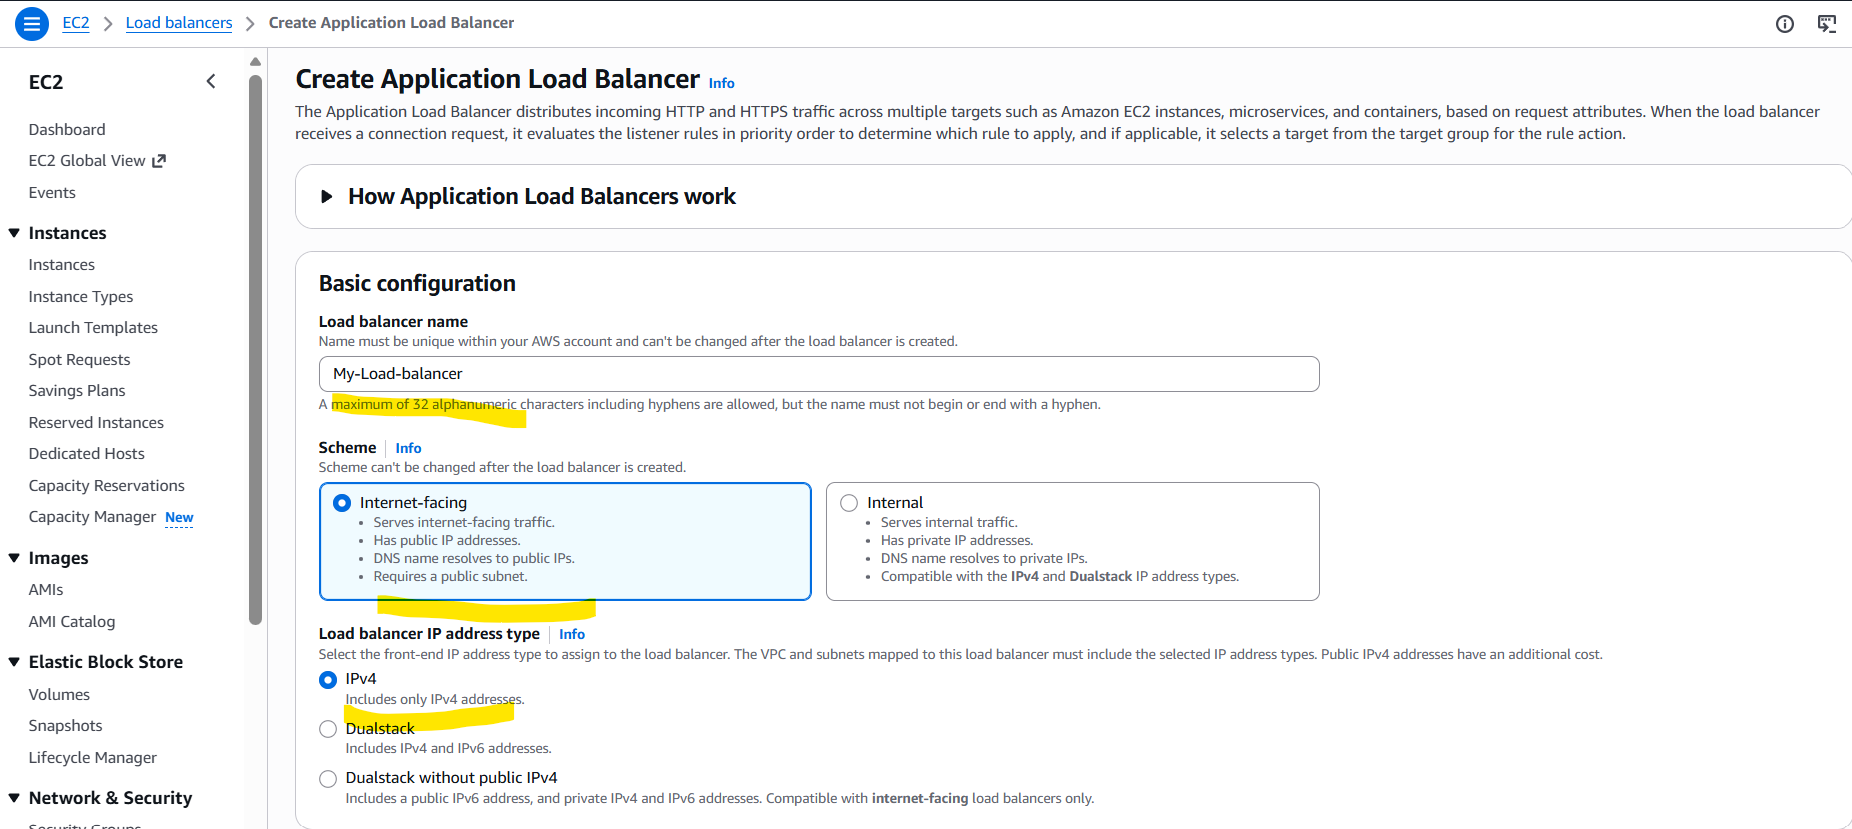 EC2 > Load balancers > Create Application Load Balancer
EC2
Dashboard
EC2 Global View
Events
Instances
Instances
Instance Types
Launch Templates
Spot Requests
Savings Plans
Reserved Instances
Dedicated Hosts
Capacity Reservations
Capacity Manager New
Images
AMIs
AMI Catalog
Elastic Block Store
Volumes
Snapshots
Lifecycle Manager
Network & Security
Security Groups
Create Application Load Balancer Info
The Application Load Balancer distributes incoming HTTP and HTTPS traffic across multiple targets such as Amazon EC2 instances, microservices, and containers, based on request attributes. When the load balancer
receives a connection request, it evaluates the listener rules in priority order to determine which rule to apply, and if applicable, it selects a target from the target group for the rule action.
How Application Load Balancers work
Basic configuration
Load balancer name
Name must be unique within your AWS account and can't be changed after the load balancer is created.
My-Load-balancer
A maximum of 32 alphanumeric characters including hyphens are allowed, but the name must not begin or end with a hyphen.
Scheme Info
Scheme can't be changed after the load balancer is created.
Internet-facing
• Serves internet-facing traffic.
• Has public IP addresses.
• DNS name resolves to public IPs.
• Requires a public subnet.
Internal
• Serves internal traffic.
• Has private IP addresses.
• DNS name resolves to private IPs.
• Compatible with the IPv4 and Dualstack IP address types.
Load balancer IP address type Info
Select the front-end IP address type to assign to the load balancer. The VPC and subnets mapped to this load balancer must include the selected IP address types. Public IPv4 addresses have an additional cost.
IPv4
Includes only IPv4 addresses.
Dualstack
Includes IPv4 and IPv6 addresses.
Dualstack without public IPv4
Includes a public IPv6 address, and private IPv4 and IPv6 addresses. Compatible with internet-facing load balancers only.